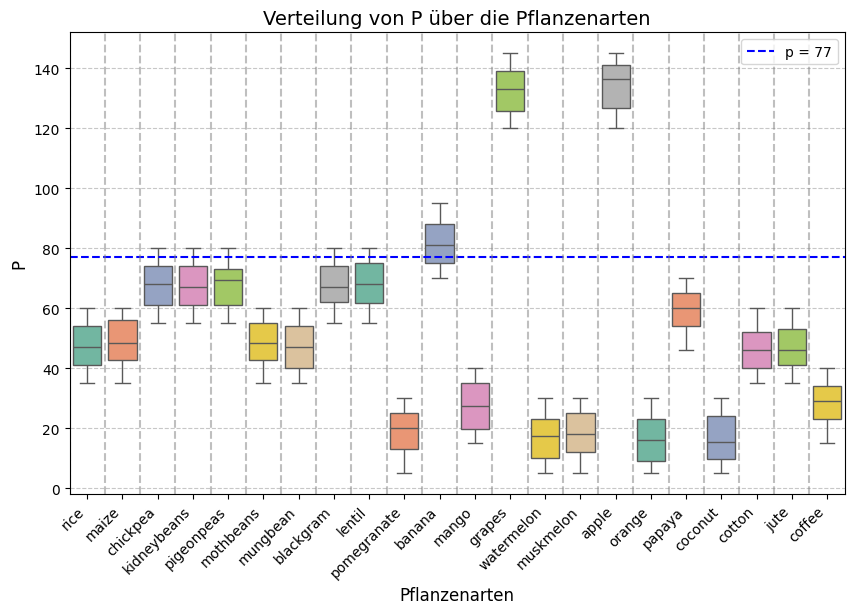 Verteilung von P über die Pflanzenarten
p = 77
P
140
120
100
80
60
40
20
0
rice
maize
chickpea
kidneybeans
pigeonpeas
mothbeans
mungbean
blackgram
lentil
pomegranate
banana
mango
grapes
watermelon
muskmelon
apple
orange
papaya
coconut
cotton
jute
coffee
Pflanzenarten